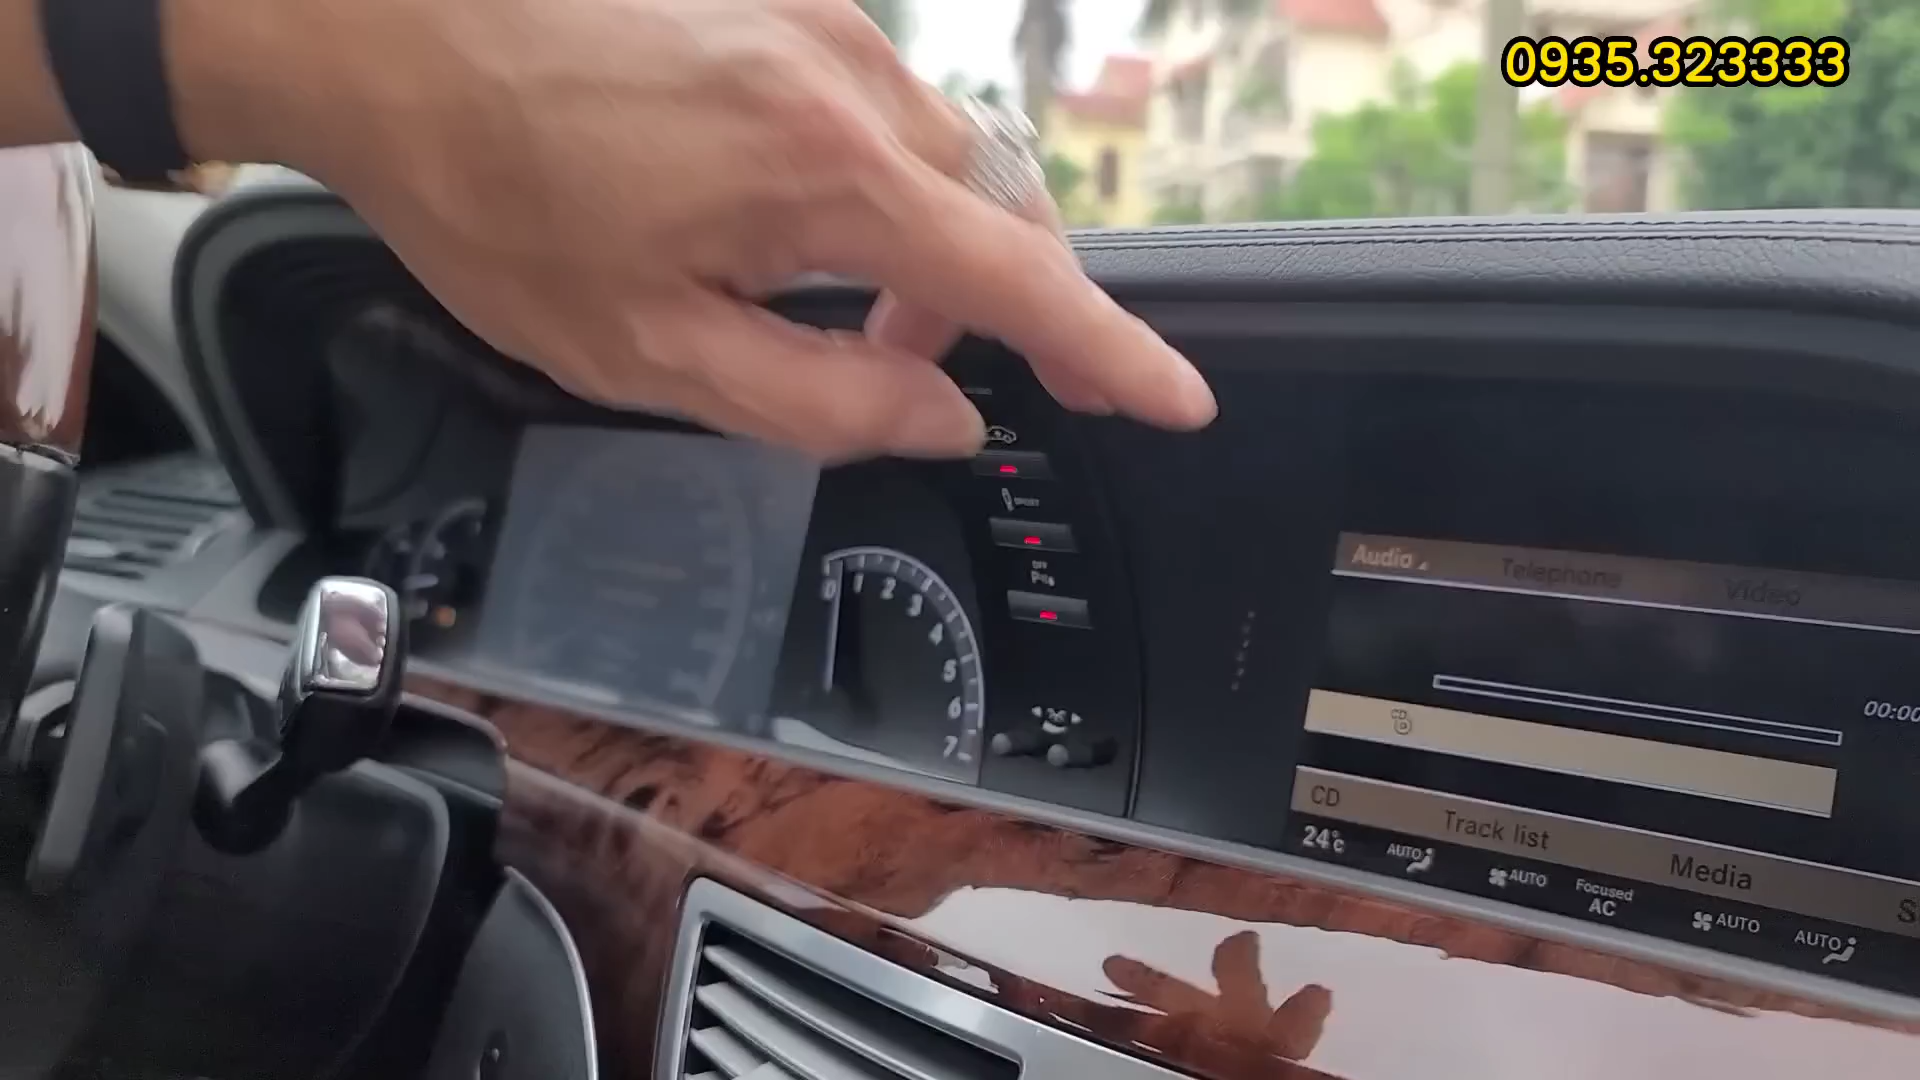 0935.323333
SPORT
OFF
0
1
2
3
4
5
6
7
Audio
Telephone
Video
00:00
CD
Track list
Media
S
24°C
AUTO
AUTO
Focused
AC
AUTO
AUTO